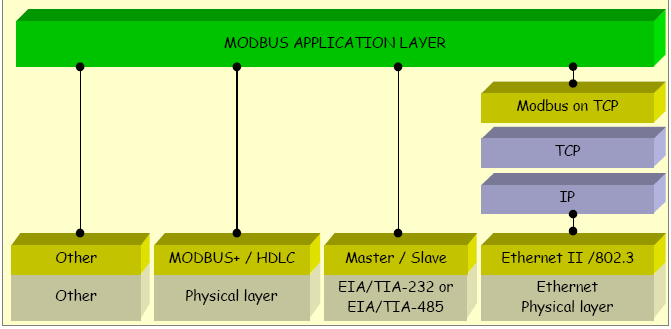 MODBUS APPLICATION LAYER
Modbus on TCP
TCP
IP
Other
MODBUS+ / HDLC
Master / Slave
Ethernet II /802.3
Other
Physical layer
EIA/TIA-232 or
EIA/TIA-485
Ethernet
Physical layer